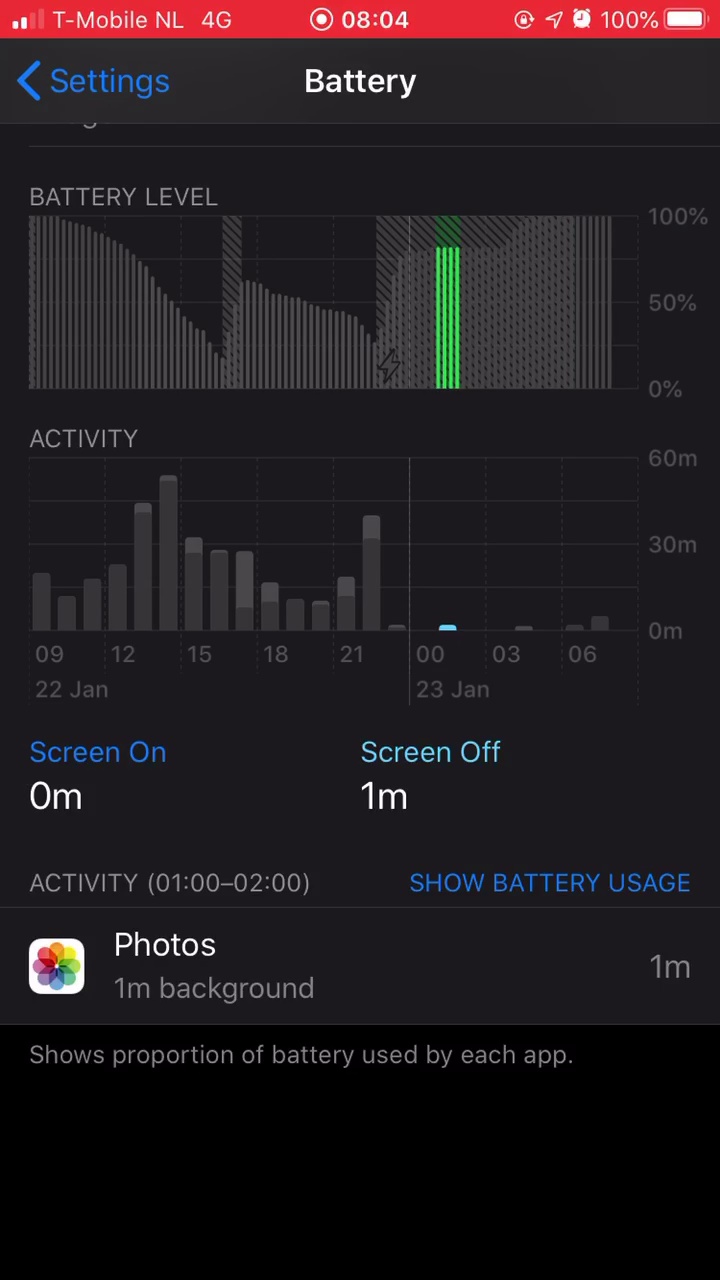 T-Mobile NL 4G 08:04 100%
Settings Battery
BATTERY LEVEL
100%
50%
0%
ACTIVITY
60m
30m
0m
09 12 15 18 21 00 03 06
22 Jan 23 Jan
Screen On Screen Off
0m 1m
ACTIVITY (01:00–02:00) SHOW BATTERY USAGE
Photos
1m background 1m
Shows proportion of battery used by each app.